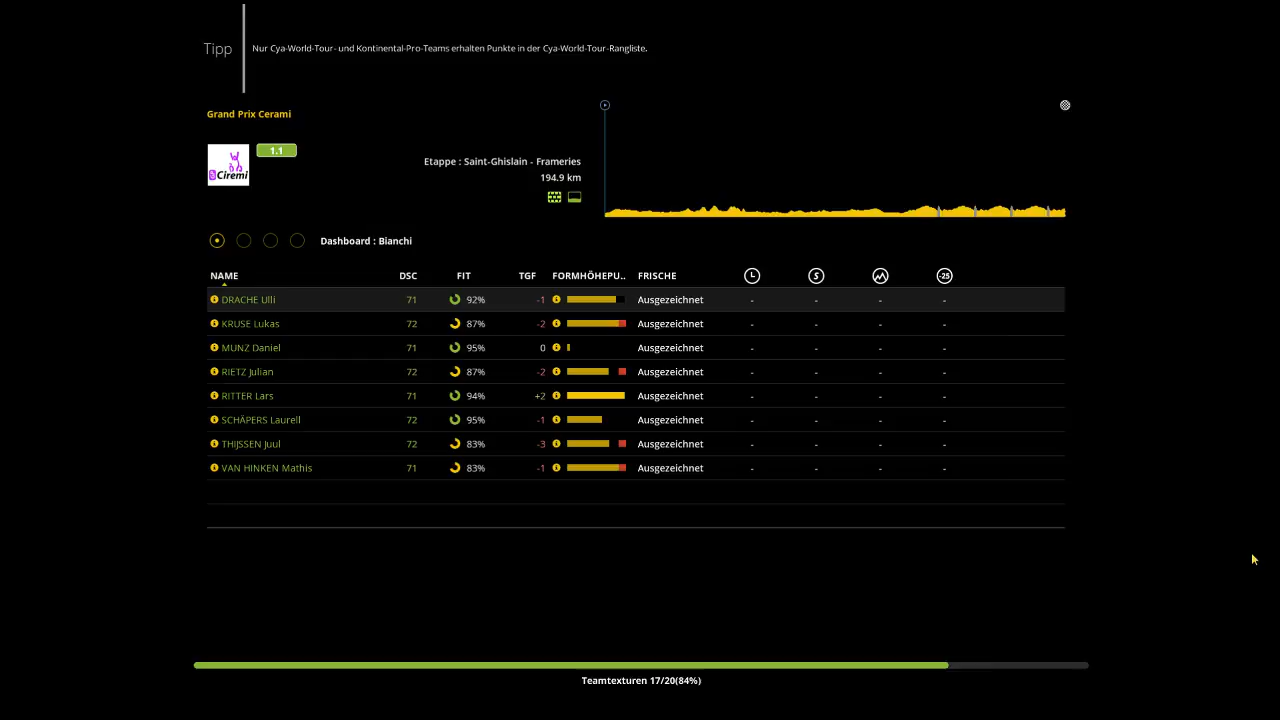 Tipp
Nur Cya-World-Tour- und Kontinental-Pro-Teams erhalten Punkte in der Cya-World-Tour-Rangliste.
Grand Prix Cerami
Ciremi
1.1
Etappe : Saint-Ghislain - Frameries
194.9 km
Dashboard : Bianchi
NAME DSC FIT TGF FORMHÖHEPU.. FRISCHE S -25
DRACHE Ulli 71 92% -1 Ausgezeichnet - - - -
KRUSE Lukas 72 87% -2 Ausgezeichnet - - - -
MUNZ Daniel 71 95% 0 Ausgezeichnet - - - -
RIETZ Julian 72 87% -2 Ausgezeichnet - - - -
RITTER Lars 71 94% +2 Ausgezeichnet - - - -
SCHÄPERS Laurell 72 95% -1 Ausgezeichnet - - - -
THIJSSEN Juul 72 83% -3 Ausgezeichnet - - - -
VAN HINKEN Mathis 71 83% -1 Ausgezeichnet - - - -
Teamtexturen 17/20(84%)